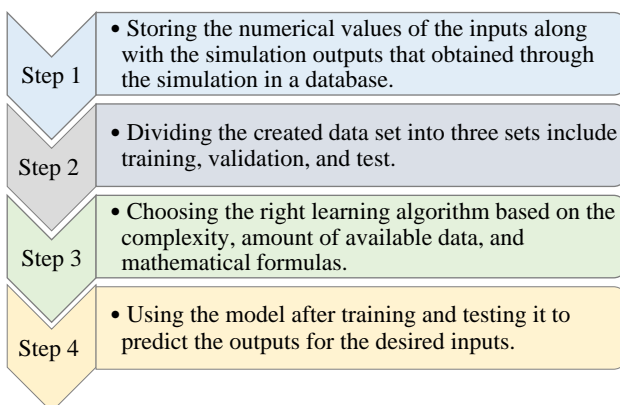 Step 1
• Storing the numerical values of the inputs along
with the simulation outputs that obtained through
the simulation in a database.
Step 2
• Dividing the created data set into three sets include
training, validation, and test.
Step 3
• Choosing the right learning algorithm based on the
complexity, amount of available data, and
mathematical formulas.
Step 4
• Using the model after training and testing it to
predict the outputs for the desired inputs.